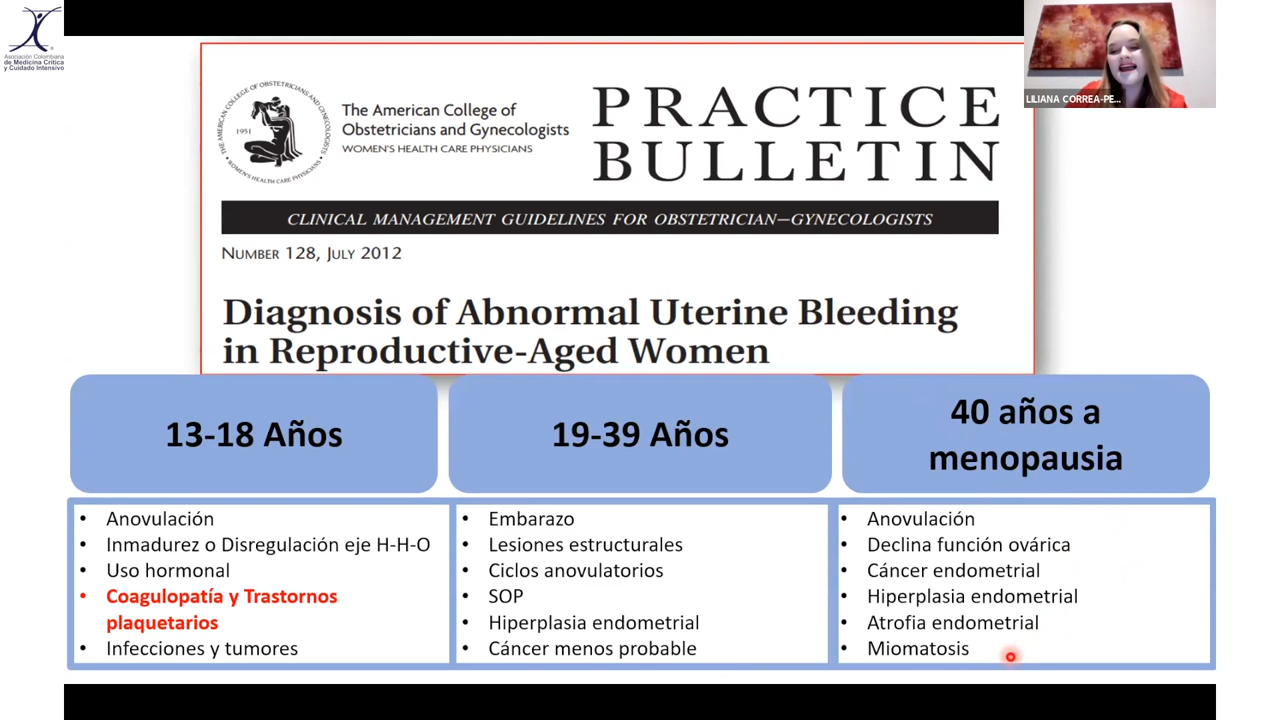 Asociación Colombiana
de Medicina Crítica
y Cuidado Intensivo
LILIANA CORREA-PE...
THE AMERICAN COLLEGE OF OBSTETRICIANS AND GYNECOLOGISTS
1951
WOMEN'S HEALTH CARE PHYSICIANS
The American College of
Obstetricians and Gynecologists
WOMEN'S HEALTH CARE PHYSICIANS
PRACTICE
BULLETIN
CLINICAL MANAGEMENT GUIDELINES FOR OBSTETRICIAN–GYNECOLOGISTS
NUMBER 128, JULY 2012
Diagnosis of Abnormal Uterine Bleeding
in Reproductive-Aged Women
13-18 Años
• Anovulación
• Inmadurez o Disregulación eje H-H-O
• Uso hormonal
• Coagulopatía y Trastornos
plaquetarios
• Infecciones y tumores
19-39 Años
• Embarazo
• Lesiones estructurales
• Ciclos anovulatorios
• SOP
• Hiperplasia endometrial
• Cáncer menos probable
40 años a
menopausia
• Anovulación
• Declina función ovárica
• Cáncer endometrial
• Hiperplasia endometrial
• Atrofia endometrial
• Miomatosis